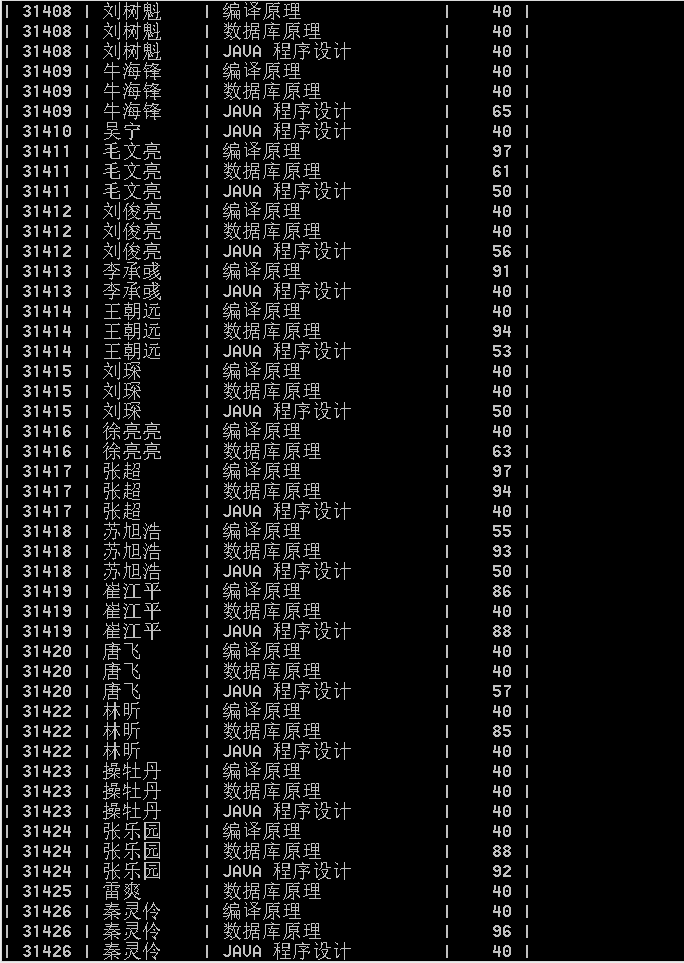 | 31408 | 刘树魁 | 编译原理 | 40 |
| 31408 | 刘树魁 | 数据库原理 | 40 |
| 31408 | 刘树魁 | JAVA 程序设计 | 40 |
| 31409 | 牛海锋 | 编译原理 | 40 |
| 31409 | 牛海锋 | 数据库原理 | 40 |
| 31409 | 牛海锋 | JAVA 程序设计 | 65 |
| 31410 | 吴宁 | JAVA 程序设计 | 40 |
| 31411 | 毛文亮 | 编译原理 | 97 |
| 31411 | 毛文亮 | 数据库原理 | 61 |
| 31411 | 毛文亮 | JAVA 程序设计 | 50 |
| 31412 | 刘俊亮 | 编译原理 | 40 |
| 31412 | 刘俊亮 | 数据库原理 | 40 |
| 31412 | 刘俊亮 | JAVA 程序设计 | 56 |
| 31413 | 李承彧 | 编译原理 | 91 |
| 31413 | 李承彧 | JAVA 程序设计 | 40 |
| 31414 | 王朝远 | 编译原理 | 40 |
| 31414 | 王朝远 | 数据库原理 | 94 |
| 31414 | 王朝远 | JAVA 程序设计 | 53 |
| 31415 | 刘琛 | 编译原理 | 40 |
| 31415 | 刘琛 | 数据库原理 | 40 |
| 31415 | 刘琛 | JAVA 程序设计 | 50 |
| 31416 | 徐亮亮 | 编译原理 | 40 |
| 31416 | 徐亮亮 | 数据库原理 | 63 |
| 31417 | 张超 | 编译原理 | 97 |
| 31417 | 张超 | 数据库原理 | 94 |
| 31417 | 张超 | JAVA 程序设计 | 40 |
| 31418 | 苏旭浩 | 编译原理 | 55 |
| 31418 | 苏旭浩 | 数据库原理 | 93 |
| 31418 | 苏旭浩 | JAVA 程序设计 | 50 |
| 31419 | 崔江平 | 编译原理 | 86 |
| 31419 | 崔江平 | 数据库原理 | 40 |
| 31419 | 崔江平 | JAVA 程序设计 | 88 |
| 31420 | 唐飞 | 编译原理 | 40 |
| 31420 | 唐飞 | 数据库原理 | 40 |
| 31420 | 唐飞 | JAVA 程序设计 | 57 |
| 31422 | 林昕 | 编译原理 | 40 |
| 31422 | 林昕 | 数据库原理 | 85 |
| 31422 | 林昕 | JAVA 程序设计 | 40 |
| 31423 | 操牡丹 | 编译原理 | 40 |
| 31423 | 操牡丹 | 数据库原理 | 40 |
| 31423 | 操牡丹 | JAVA 程序设计 | 40 |
| 31424 | 张乐园 | 编译原理 | 40 |
| 31424 | 张乐园 | 数据库原理 | 88 |
| 31424 | 张乐园 | JAVA 程序设计 | 92 |
| 31425 | 雷爽 | 数据库原理 | 40 |
| 31426 | 秦灵伶 | 编译原理 | 40 |
| 31426 | 秦灵伶 | 数据库原理 | 96 |
| 31426 | 秦灵伶 | JAVA 程序设计 | 40 |